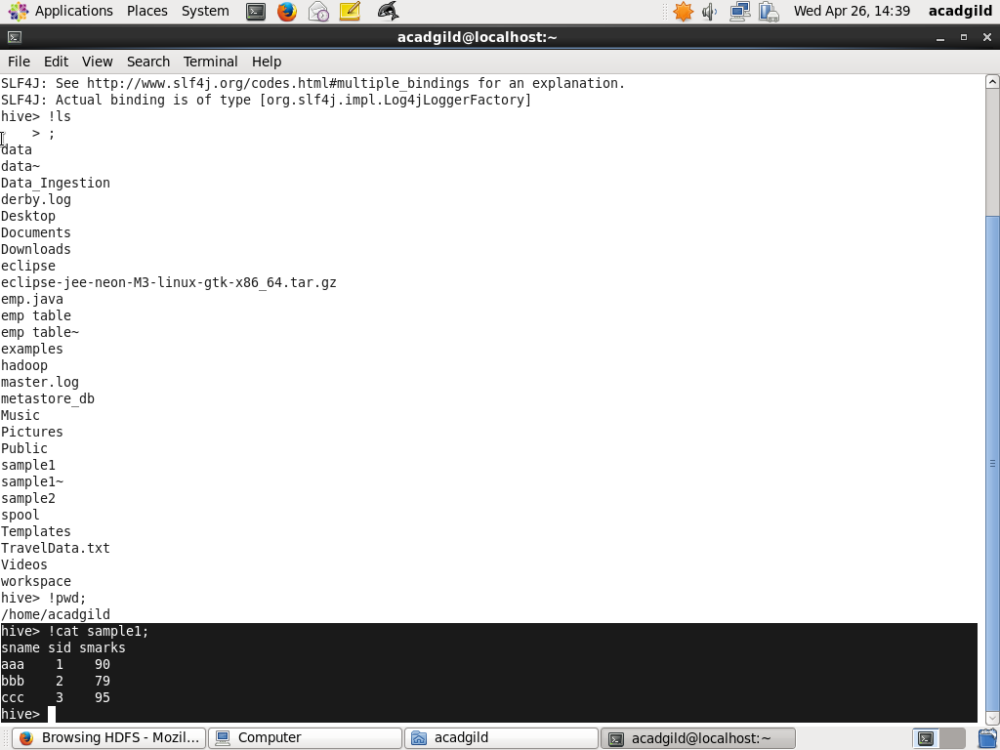 Applications Places System Wed Apr 26, 14:39 acadgild
acadgild@localhost:~
File Edit View Search Terminal Help
SLF4J: See http://www.slf4j.org/codes.html#multiple_bindings for an explanation.
SLF4J: Actual binding is of type [org.slf4j.impl.Log4jLoggerFactory]
hive> !ls
    > ;
data
data~
Data_Ingestion
derby.log
Desktop
Documents
Downloads
eclipse
eclipse-jee-neon-M3-linux-gtk-x86_64.tar.gz
emp.java
emp table
emp table~
examples
hadoop
master.log
metastore_db
Music
Pictures
Public
sample1
sample1~
sample2
spool
Templates
TravelData.txt
Videos
workspace
hive> !pwd;
/home/acadgild
hive> !cat sample1;
sname sid smarks
aaa    1    90
bbb    2    79
ccc    3    95
hive>
Browsing HDFS - Mozil... Computer acadgild acadgild@localhost:~